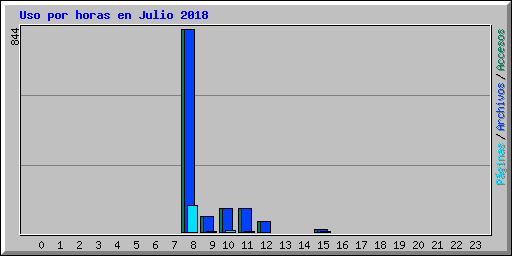 Uso por horas en Julio 2018
844
Páginas / Archivos / Accesos
0 1 2 3 4 5 6 7 8 9 10 11 12 13 14 15 16 17 18 19 20 21 22 23